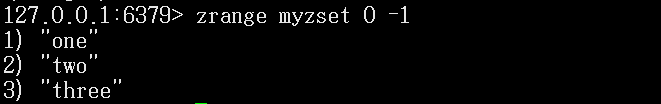 127.0.0.1:6379> zrange myzset 0 -1
1) "one"
2) "two"
3) "three"